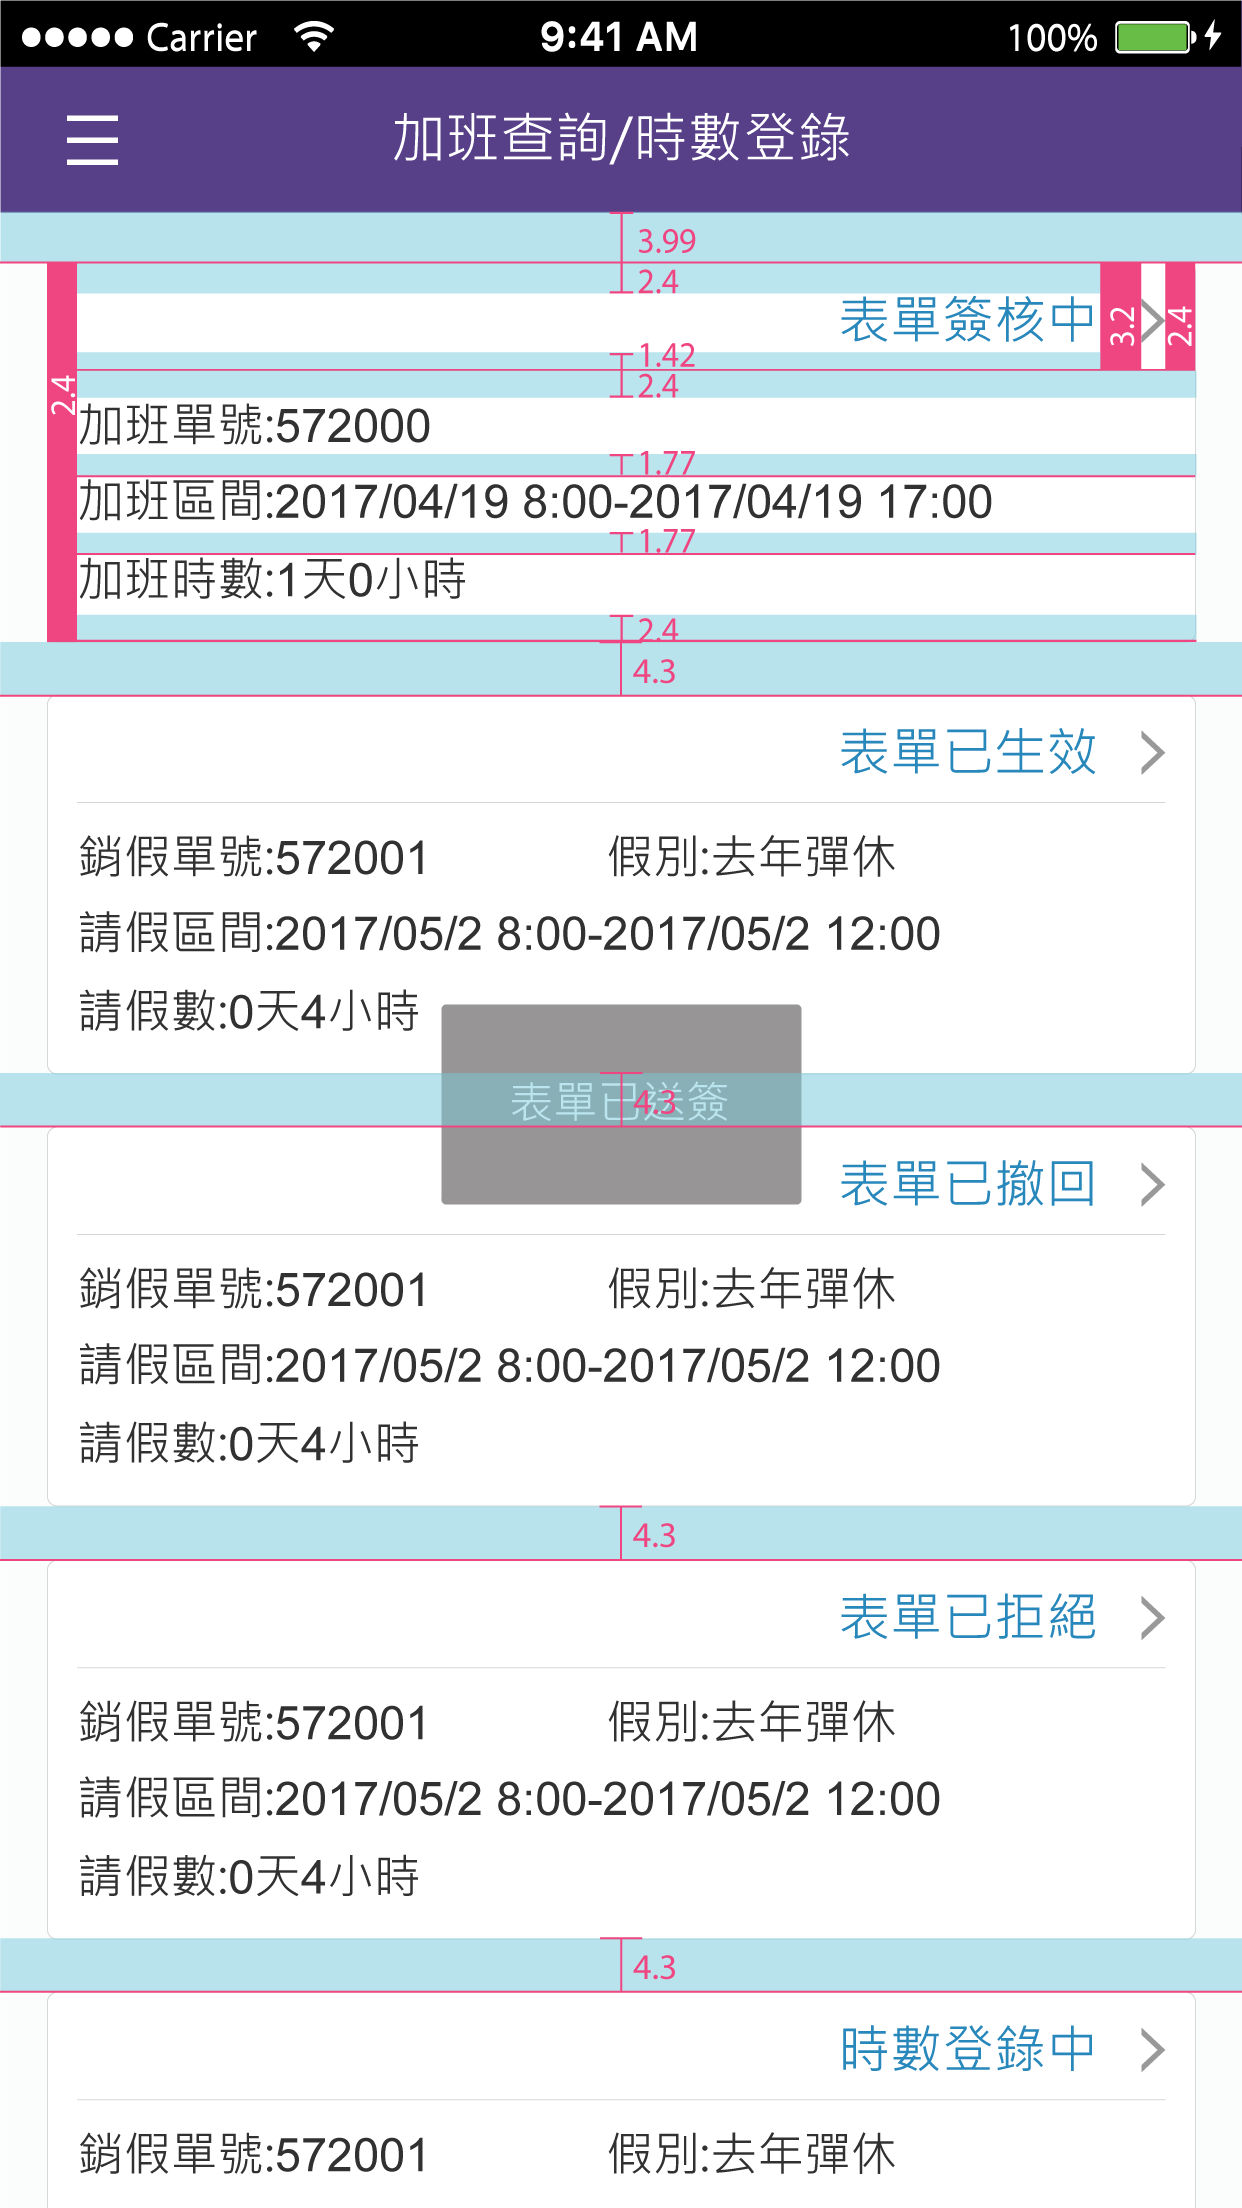 Carrier 9:41 AM 100%
加班查詢/時數登錄
3.99
2.4
表單簽核中
3.2
2.4
1.42
2.4
2.4
加班單號:572000
1.77
加班區間:2017/04/19 8:00-2017/04/19 17:00
1.77
加班時數:1天0小時
2.4
4.3
表單已生效
銷假單號:572001 假別:去年彈休
請假區間:2017/05/2 8:00-2017/05/2 12:00
請假數:0天4小時
表單已送簽
4.3
表單已撤回
銷假單號:572001 假別:去年彈休
請假區間:2017/05/2 8:00-2017/05/2 12:00
請假數:0天4小時
4.3
表單已拒絕
銷假單號:572001 假別:去年彈休
請假區間:2017/05/2 8:00-2017/05/2 12:00
請假數:0天4小時
4.3
時數登錄中
銷假單號:572001 假別:去年彈休